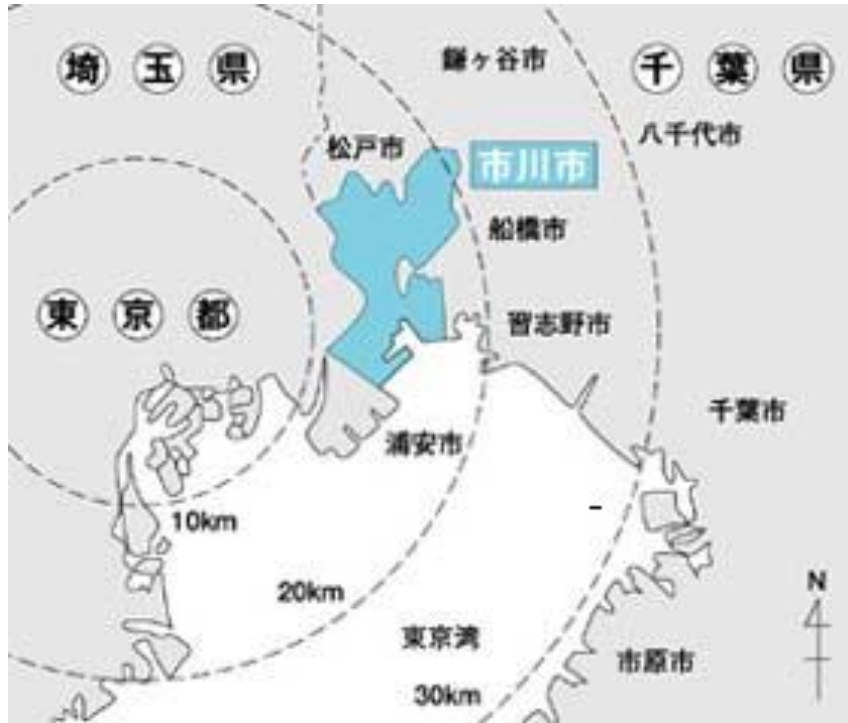 埼玉県
鎌ヶ谷市
千葉県
八千代市
松戸市
市川市
船橋市
東京都
習志野市
千葉市
浦安市
10km
20km
N
東京湾
市原市
30km